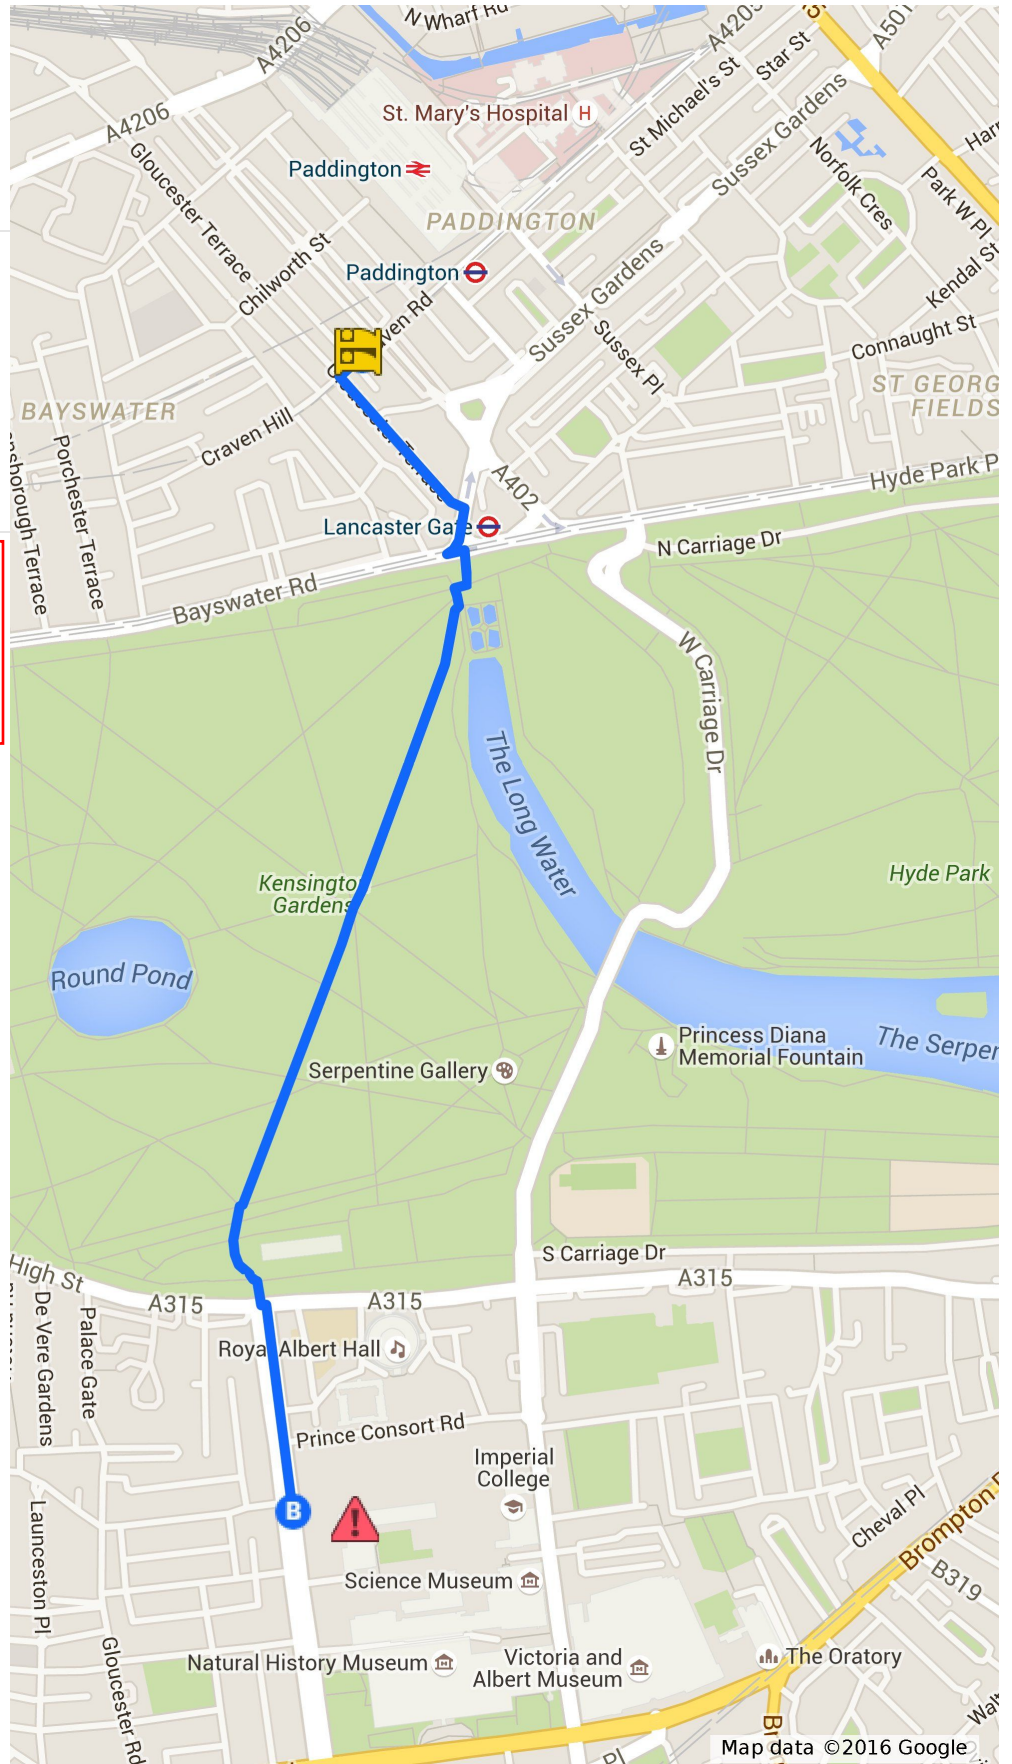 N Wharf Rd
A4206
A4206
A4205
A501
Star St
St. Mary's Hospital
H
St Michael's St
Sussex Gardens
Gloucester Terrace
Paddington
PADDINGTON
Norfolk Cres
Park W Pl
Chilworth St
Paddington
Kendal St
Sussex Gardens
Sussex Pl
Connaught St
BAYSWATER
ST GEORG
FIELDS
Craven Hill
Porchester Terrace
A402
Hyde Park P
Lancaster Gate
N Carriage Dr
Bayswater Rd
W Carriage Dr
The Long Water
Kensington
Gardens
Hyde Park
Round Pond
Princess Diana
Memorial Fountain
The Serpen
Serpentine Gallery
S Carriage Dr
High St
A315
A315
A315
De Vere Gardens
Palace Gate
Royal Albert Hall
Prince Consort Rd
Imperial
College
B
Cheval Pl
Brompton
B319
Launceston Pl
Science Museum
Natural History Museum
Victoria and
Albert Museum
The Oratory
Gloucester Rd
Map data ©2016 Google